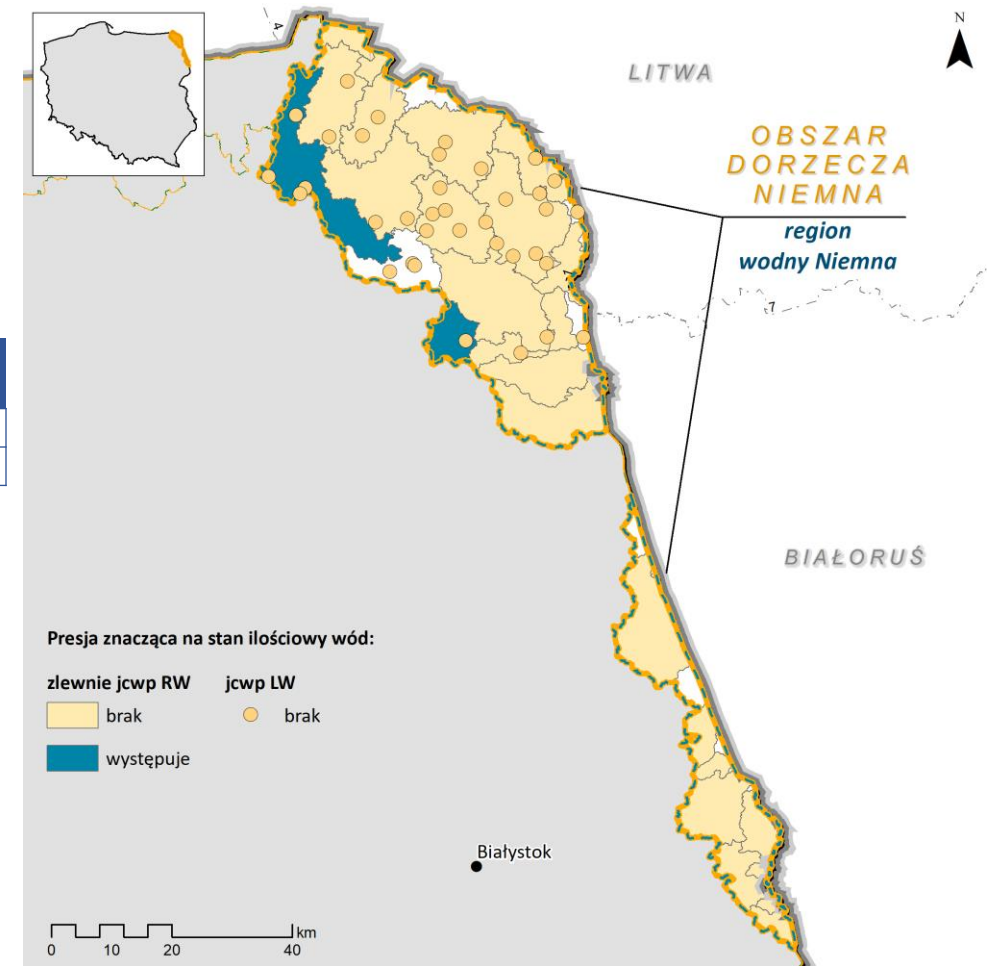 N
LITWA
OBSZAR
DORZECZA
NIEMNA
region
wodny Niemna
BIAŁORUŚ
Presja znacząca na stan ilościowy wód:
zlewnie jcwp RW jcwp LW
brak brak
występuje
Białystok
km
0 10 20 40